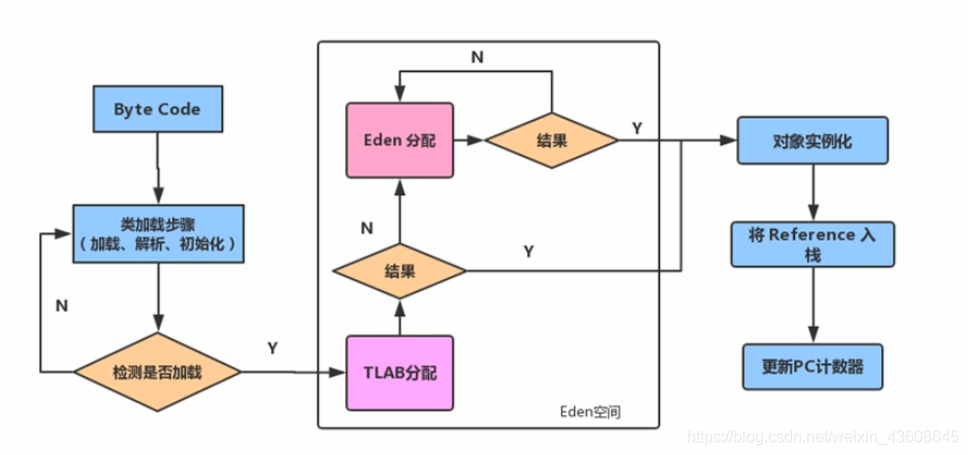 Byte Code
类加载步骤
（加载、解析、初始化）
N
检测是否加载
Y
N
Eden 分配
结果
Y
N
结果
Y
TLAB分配
Eden空间
对象实例化
将 Reference 入
栈
更新PC计数器
https://blog.csdn.net/weixin_43608645